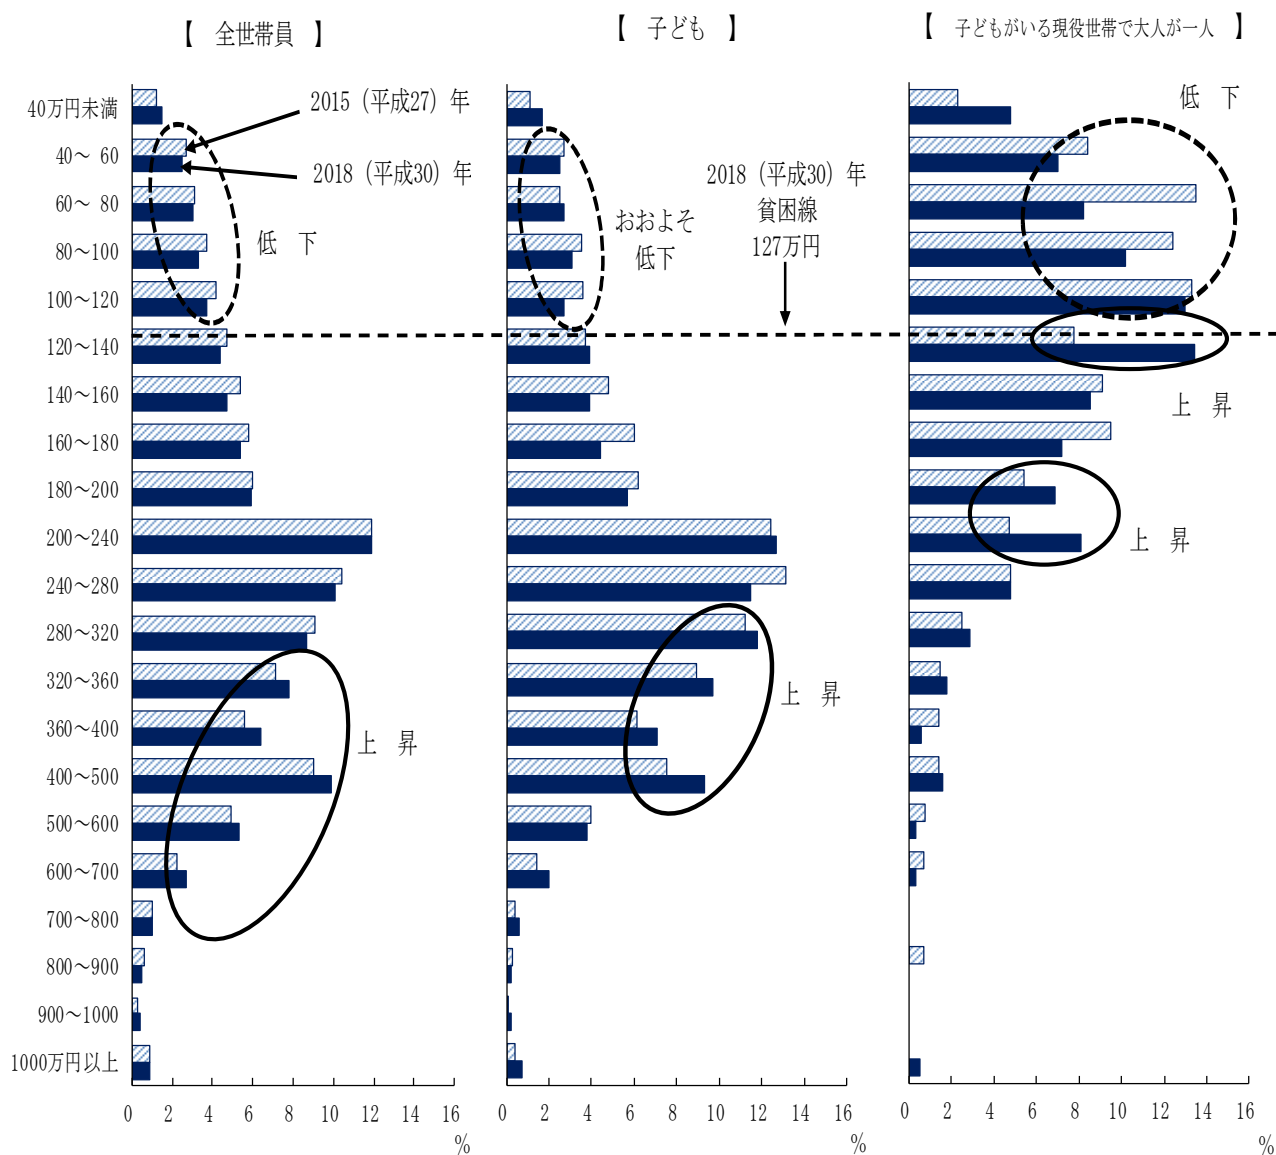 【 全世帯員 】
【 子ども 】
【 子どもがいる現役世帯で大人が一人 】
40万円未満
40～ 60
60～ 80
80～100
100～120
120～140
140～160
160～180
180～200
200～240
240～280
280～320
320～360
360～400
400～500
500～600
600～700
700～800
800～900
900～1000
1000万円以上
2015（平成27）年
2018（平成30）年
低 下
上 昇
0 2 4 6 8 10 12 14 16
%
おおよそ
低下
2018（平成30）年
貧困線
127万円
上 昇
0 2 4 6 8 10 12 14 16
%
低 下
上 昇
上 昇
0 2 4 6 8 10 12 14 16
%